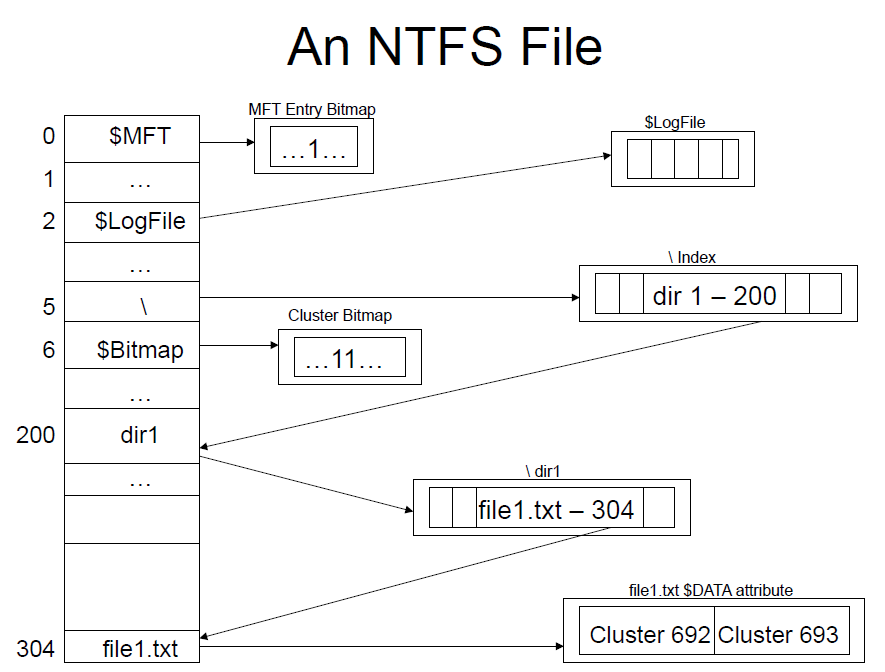 An NTFS File
MFT Entry Bitmap
$LogFile
0 $MFT
…1…
1 …
2 $LogFile
…
\ Index
dir 1 – 200
5 \
Cluster Bitmap
6 $Bitmap
…11…
…
200 dir1
\ dir1
…
file1.txt – 304
file1.txt $DATA attribute
Cluster 692 Cluster 693
304 file1.txt